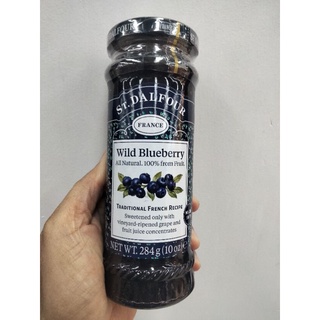 ST. DALFOUR
FRANCE
Wild Blueberry
All Natural. 100% from Fruit.
TRADITIONAL FRENCH RECIPE
Sweetened only with
vineyard-ripened grape and
fruit juice concentrates
NET WT. 284g (10 oz)